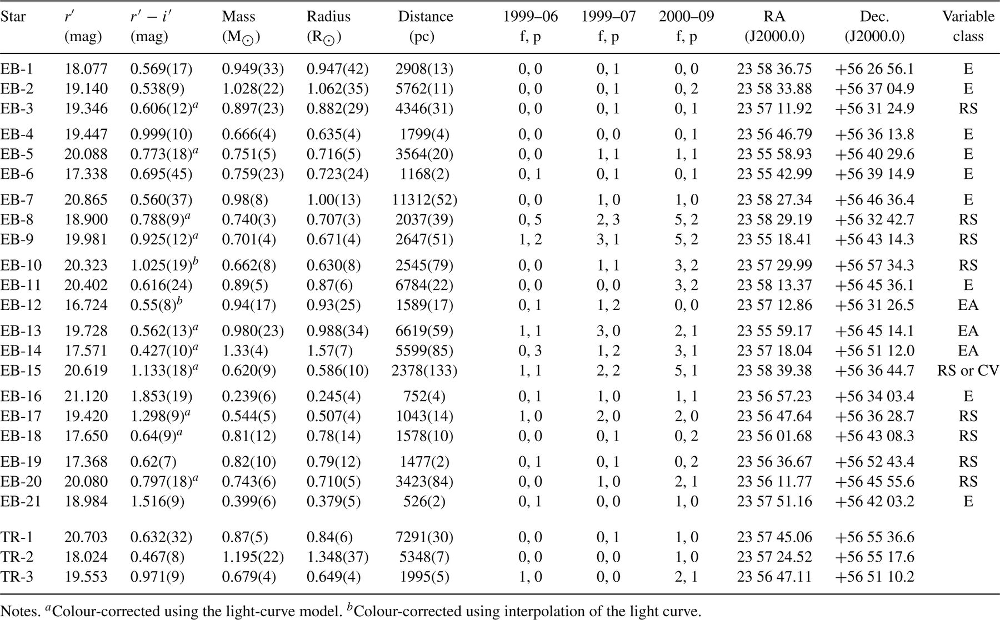 Star r′ r′ − i′ Mass Radius Distance 1999–06 1999–07 2000–09 RA Dec. Variable
(mag) (mag) (M☉) (R☉) (pc) f, p f, p f, p (J2000.0) (J2000.0) class
EB-1 18.077 0.569(17) 0.949(33) 0.947(42) 2908(13) 0, 0 0, 1 0, 0 23 58 36.75 +56 26 56.1 E
EB-2 19.140 0.538(9) 1.028(22) 1.062(35) 5762(11) 0, 0 0, 1 0, 2 23 58 33.88 +56 37 04.9 E
EB-3 19.346 0.606(12)a 0.897(23) 0.882(29) 4346(31) 0, 0 0, 1 0, 1 23 57 11.92 +56 31 24.9 RS
EB-4 19.447 0.999(10) 0.666(4) 0.635(4) 1799(4) 0, 0 0, 0 0, 1 23 56 46.79 +56 36 13.8 E
EB-5 20.088 0.773(18)a 0.751(5) 0.716(5) 3564(20) 0, 0 1, 1 1, 1 23 55 58.93 +56 40 29.6 E
EB-6 17.338 0.695(45) 0.759(23) 0.723(24) 1168(2) 0, 1 0, 1 0, 1 23 55 42.99 +56 39 14.9 E
EB-7 20.865 0.560(37) 0.98(8) 1.00(13) 11312(52) 0, 0 1, 0 1, 0 23 58 27.34 +56 46 36.4 E
EB-8 18.900 0.788(9)a 0.740(3) 0.707(3) 2037(39) 0, 5 2, 3 5, 2 23 58 29.19 +56 32 42.7 RS
EB-9 19.981 0.925(12)a 0.701(4) 0.671(4) 2647(51) 1, 2 3, 1 5, 2 23 55 18.41 +56 43 14.3 RS
EB-10 20.323 1.025(19)b 0.662(8) 0.630(8) 2545(79) 0, 0 1, 1 3, 2 23 57 29.99 +56 57 34.3 RS
EB-11 20.402 0.616(24) 0.89(5) 0.87(6) 6784(22) 0, 0 0, 0 3, 2 23 58 13.37 +56 45 36.1 E
EB-12 16.724 0.55(8)b 0.94(17) 0.93(25) 1589(17) 0, 1 1, 2 0, 0 23 57 12.86 +56 31 26.5 EA
EB-13 19.728 0.562(13)a 0.980(23) 0.988(34) 6619(59) 1, 1 3, 0 2, 1 23 55 59.17 +56 45 14.1 EA
EB-14 17.571 0.427(10)a 1.33(4) 1.57(7) 5599(85) 0, 3 1, 2 3, 1 23 57 18.04 +56 51 12.0 EA
EB-15 20.619 1.133(18)a 0.620(9) 0.586(10) 2378(133) 1, 1 2, 2 5, 1 23 58 39.38 +56 36 44.7 RS or CV
EB-16 21.120 1.853(19) 0.239(6) 0.245(4) 752(4) 0, 1 1, 0 1, 1 23 56 57.23 +56 34 03.4 E
EB-17 19.420 1.298(9)a 0.544(5) 0.507(4) 1043(14) 1, 0 2, 0 2, 0 23 56 47.64 +56 36 28.7 RS
EB-18 17.650 0.64(9)a 0.81(12) 0.78(14) 1578(10) 0, 0 0, 1 0, 2 23 56 01.68 +56 43 08.3 RS
EB-19 17.368 0.62(7) 0.82(10) 0.79(12) 1477(2) 0, 1 0, 1 0, 2 23 56 36.67 +56 52 43.4 RS
EB-20 20.080 0.797(18)a 0.743(6) 0.710(5) 3423(84) 0, 0 1, 0 2, 1 23 56 11.77 +56 45 55.6 RS
EB-21 18.984 1.516(9) 0.399(6) 0.379(5) 526(2) 0, 1 0, 0 1, 0 23 57 51.16 +56 42 03.2 E
TR-1 20.703 0.632(32) 0.87(5) 0.84(6) 7291(30) 0, 0 0, 1 1, 0 23 57 45.06 +56 55 36.6
TR-2 18.024 0.467(8) 1.195(22) 1.348(37) 5348(7) 0, 0 0, 0 1, 0 23 57 24.52 +56 55 17.6
TR-3 19.553 0.971(9) 0.679(4) 0.649(4) 1995(5) 1, 0 0, 0 2, 1 23 56 47.11 +56 51 10.2
Notes. aColour-corrected using the light-curve model. bColour-corrected using interpolation of the light curve.